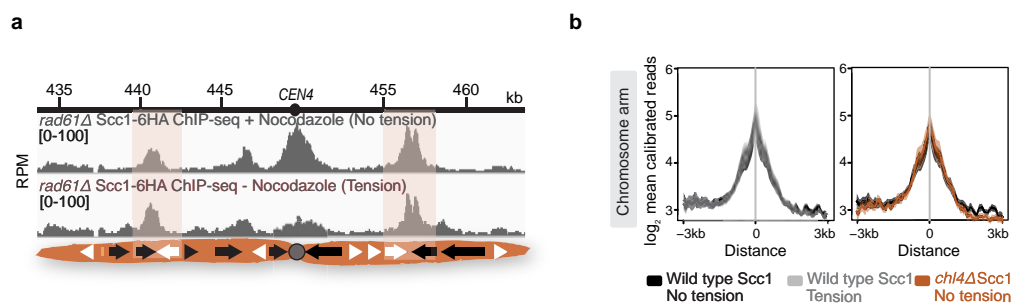 a
435 440 445 CEN4 455 460 kb
rad61Δ Scc1-6HA ChIP-seq + Nocodazole (No tension)
[0-100]
RPM
rad61Δ Scc1-6HA ChIP-seq - Nocodazole (Tension)
[0-100]
b
Chromosome arm
log2 mean calibrated reads
6
5
4
3
−3kb 0 3kb
Distance
6
5
4
3
−3kb 0 3kb
Distance
Wild type Scc1
No tension
Wild type Scc1
Tension
chl4ΔScc1
No tension